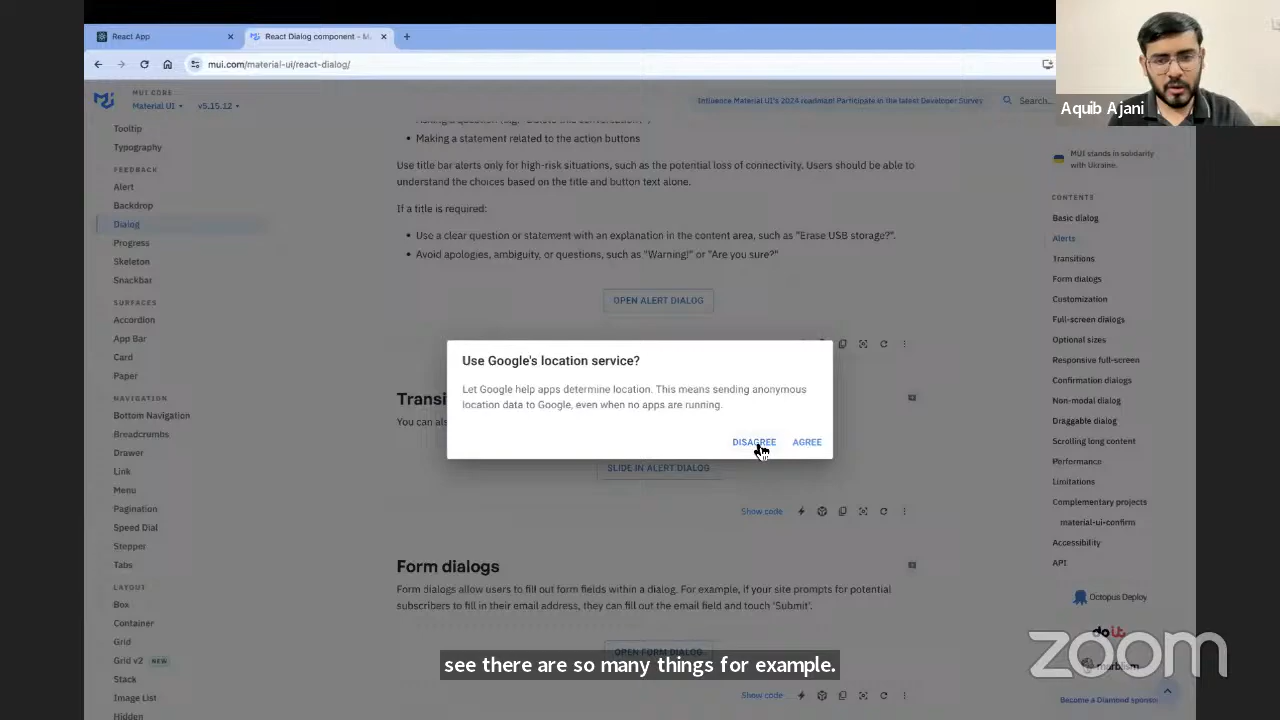 React App
React Dialog component - M
mui.com/material-ui/react-dialog/
Aquib Ajani
MUI CORE
Material UI
v5.15.12
Influence Material UI's 2024 roadmap! Participate in the latest Developer Survey
Search...
Tooltip
Typography
FEEDBACK
Alert
Backdrop
Dialog
Progress
Skeleton
Snackbar
SURFACES
Accordion
App Bar
Card
Paper
NAVIGATION
Bottom Navigation
Breadcrumbs
Drawer
Link
Menu
Pagination
Speed Dial
Stepper
Tabs
LAYOUT
Box
Container
Grid
Grid v2 NEW
Stack
Image List
Hidden
• Making a statement related to the action buttons
Use title bar alerts only for high-risk situations, such as the potential loss of connectivity. Users should be able to
understand the choices based on the title and button text alone.
If a title is required:
• Use a clear question or statement with an explanation in the content area, such as "Erase USB storage?".
• Avoid apologies, ambiguity, or questions, such as "Warning!" or "Are you sure?"
OPEN ALERT DIALOG
Use Google's location service?
Let Google help apps determine location. This means sending anonymous
location data to Google, even when no apps are running.
DISAGREE
AGREE
Transi
You can als
SLIDE IN ALERT DIALOG
Show code
Form dialogs
Form dialogs allow users to fill out form fields within a dialog. For example, if your site prompts for potential
subscribers to fill in their email address, they can fill out the email field and touch 'Submit'.
OPEN FORM DIALOG
see there are so many things for example.
Show code
MUI stands in solidarity
with Ukraine.
CONTENTS
Basic dialog
Alerts
Transitions
Form dialogs
Customization
Full-screen dialogs
Optional sizes
Responsive full-screen
Confirmation dialogs
Non-modal dialog
Draggable dialog
Scrolling long content
Performance
Limitations
Complementary projects
material-ui-confirm
Accessibility
API
Octopus Deploy
doit
zoom
marblism
Become a Diamond sponsor